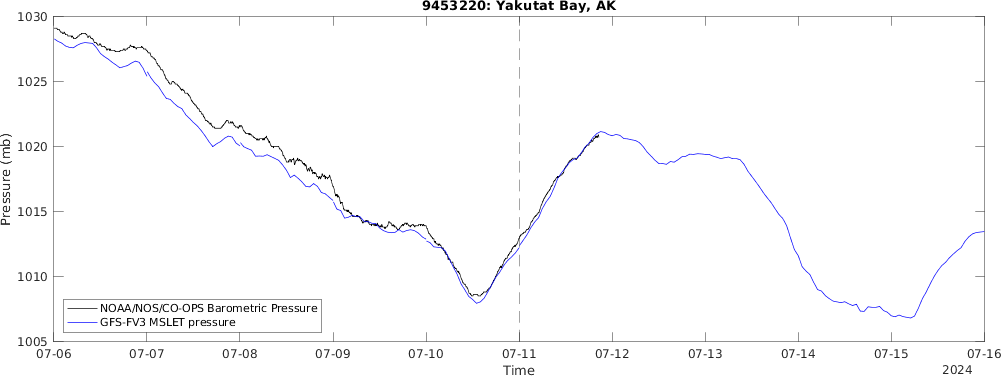 9453220: Yakutat Bay, AK
Pressure (mb)
1030
1025
1020
1015
1010
1005
NOAA/NOS/CO-OPS Barometric Pressure
GFS-FV3 MSLET pressure
07-06 07-07 07-08 07-09 07-10 07-11 07-12 07-13 07-14 07-15 07-16
Time
2024